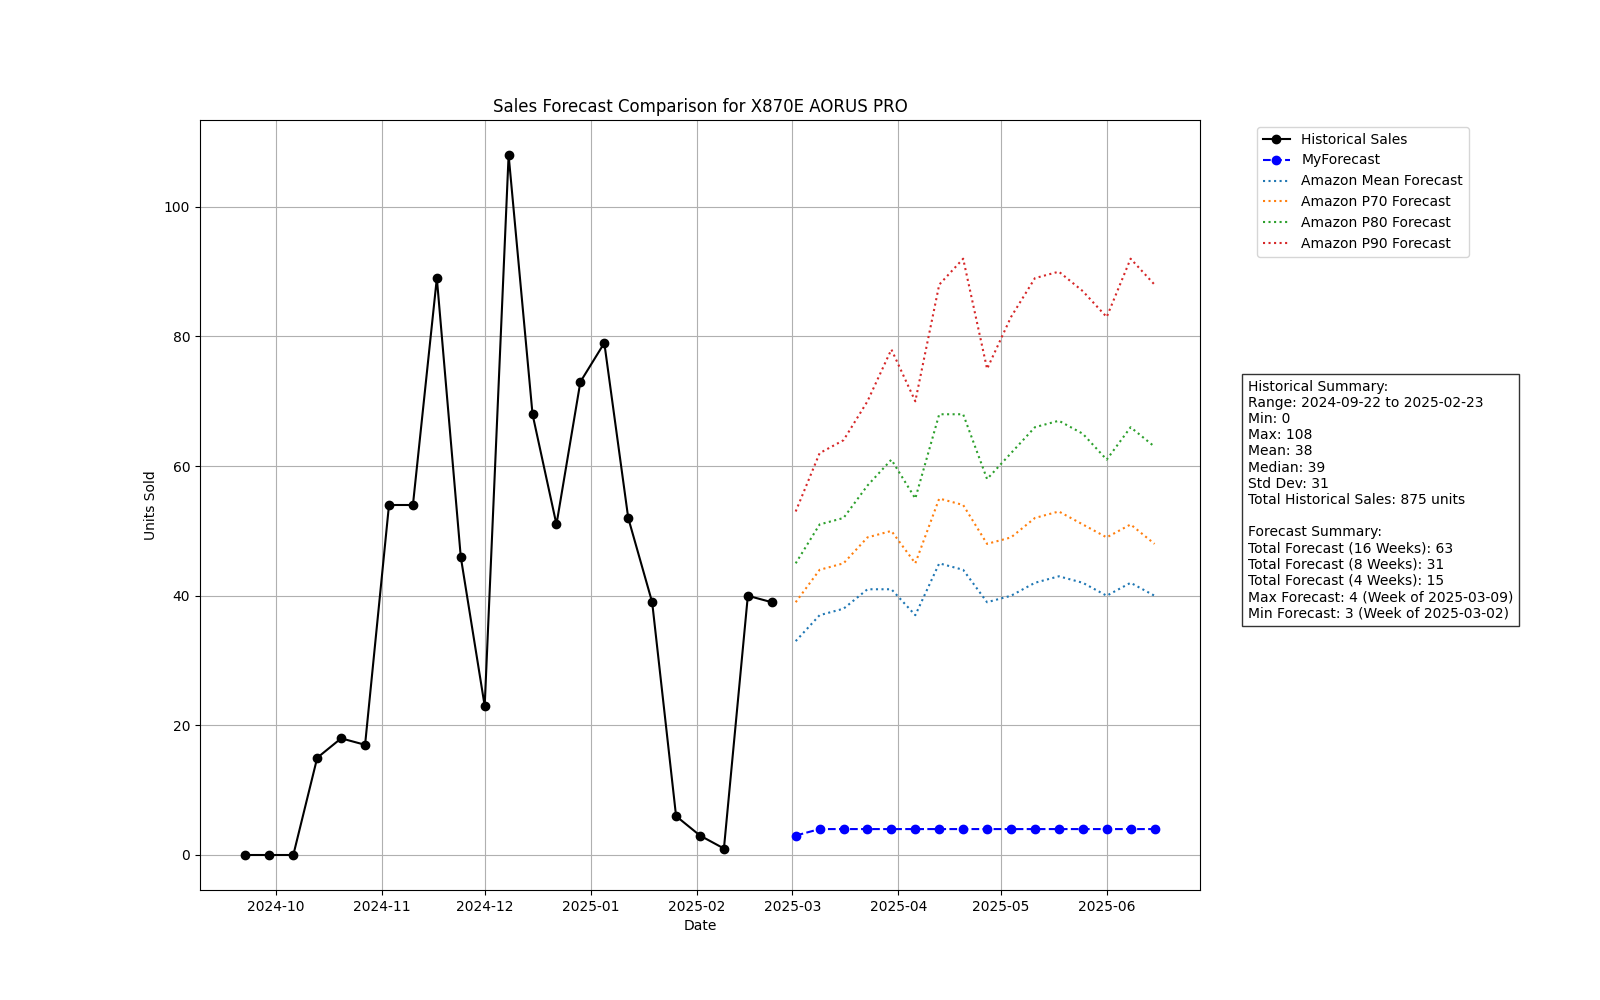 Sales Forecast Comparison for X870E AORUS PRO
Historical Sales
MyForecast
Amazon Mean Forecast
Amazon P70 Forecast
Amazon P80 Forecast
Amazon P90 Forecast
Units Sold
100
80
60
40
20
0
Historical Summary:
Range: 2024-09-22 to 2025-02-23
Min: 0
Max: 108
Mean: 38
Median: 39
Std Dev: 31
Total Historical Sales: 875 units
Forecast Summary:
Total Forecast (16 Weeks): 63
Total Forecast (8 Weeks): 31
Total Forecast (4 Weeks): 15
Max Forecast: 4 (Week of 2025-03-09)
Min Forecast: 3 (Week of 2025-03-02)
2024-10 2024-11 2024-12 2025-01 2025-02 2025-03 2025-04 2025-05 2025-06
Date